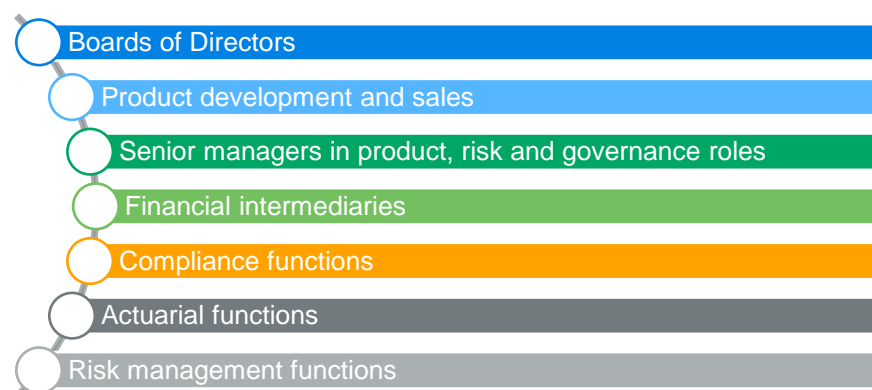 Boards of Directors
Product development and sales
Senior managers in product, risk and governance roles
Financial intermediaries
Compliance functions
Actuarial functions
Risk management functions